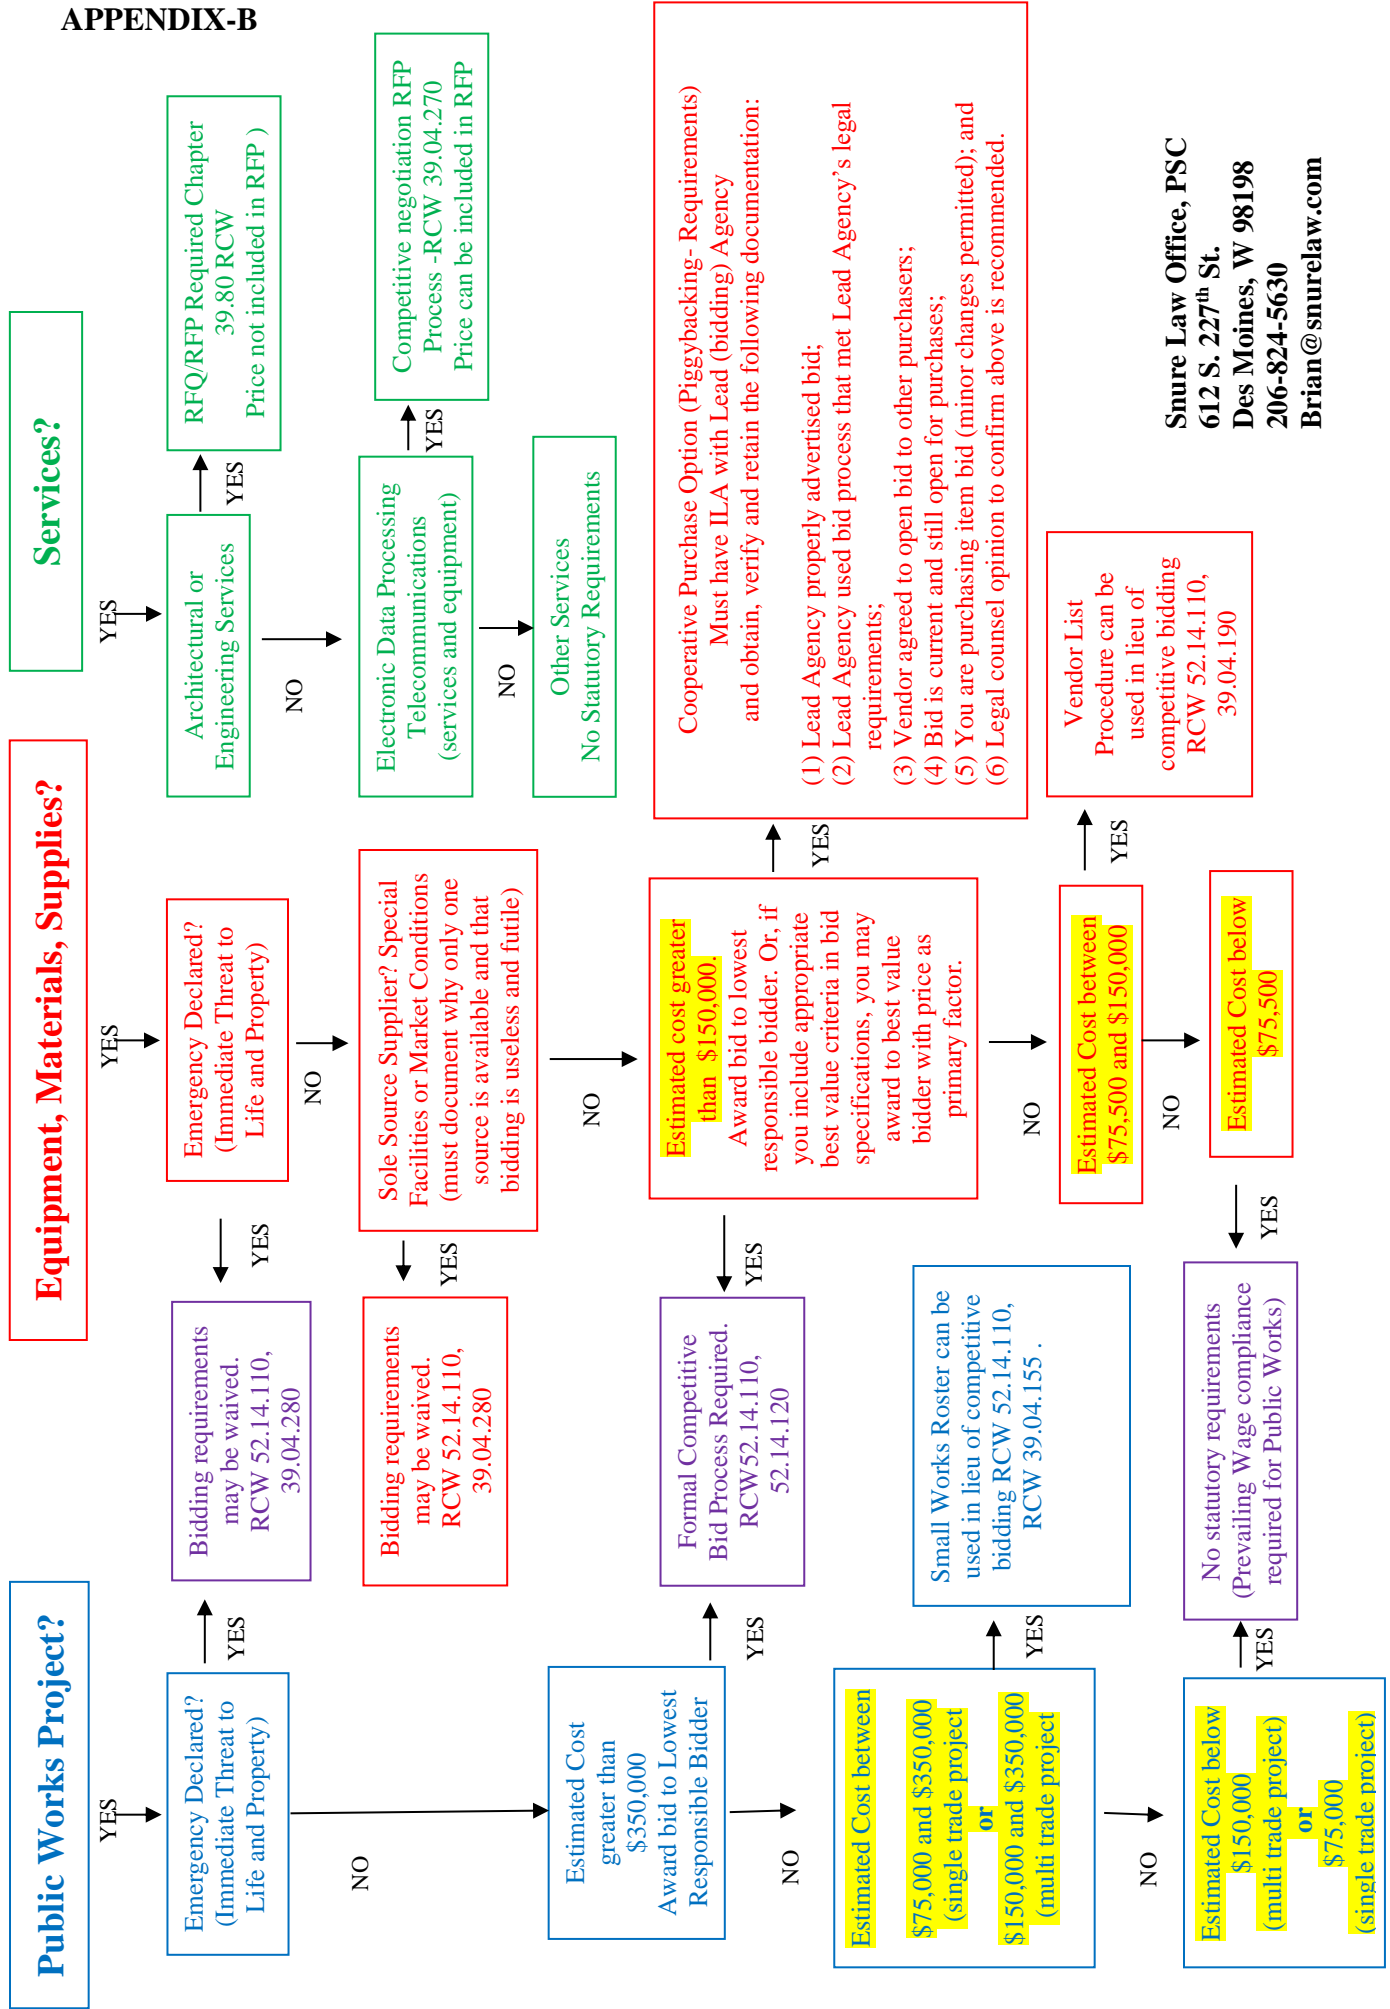 APPENDIX-B
Public Works Project?
YES
Emergency Declared?
(Immediate Threat to
Life and Property)
YES
NO
Estimated Cost
greater than
$350,000
Award bid to Lowest
Responsible Bidder
YES
NO
Estimated Cost between
$75,000 and $350,000
(single trade project
or
$150,000 and $350,000
(multi trade project
YES
NO
Estimated Cost below
$150,000
(multi trade project)
or
$75,000
(single trade project)
YES
Bidding requirements
may be waived.
RCW 52.14.110,
39.04.280
Bidding requirements
may be waived.
RCW 52.14.110,
39.04.280
Formal Competitive
Bid Process Required.
RCW52.14.110,
52.14.120
Small Works Roster can be
used in lieu of competitive
bidding RCW 52.14.110,
RCW 39.04.155 .
No statutory requirements
(Prevailing Wage compliance
required for Public Works)
Equipment, Materials, Supplies?
YES
Emergency Declared?
(Immediate Threat to
Life and Property)
YES
NO
Sole Source Supplier? Special
Facilities or Market Conditions
(must document why only one
source is available and that
bidding is useless and futile)
YES
NO
Estimated cost greater
than $150,000.
Award bid to lowest
responsible bidder. Or, if
you include appropriate
best value criteria in bid
specifications, you may
award to best value
bidder with price as
primary factor.
YES
YES
NO
Estimated Cost between
$75,500 and $150,000
YES
NO
Estimated Cost below
$75,500
YES
Cooperative Purchase Option (Piggybacking- Requirements)
Must have ILA with Lead (bidding) Agency
and obtain, verify and retain the following documentation:
(1) Lead Agency properly advertised bid;
(2) Lead Agency used bid process that met Lead Agency’s legal
requirements;
(3) Vendor agreed to open bid to other purchasers;
(4) Bid is current and still open for purchases;
(5) You are purchasing item bid (minor changes permitted); and
(6) Legal counsel opinion to confirm above is recommended.
Vendor List
Procedure can be
used in lieu of
competitive bidding
RCW 52.14.110,
39.04.190
Services?
YES
Architectural or
Engineering Services
YES
NO
RFQ/RFP Required Chapter
39.80 RCW
Price not included in RFP )
Electronic Data Processing
Telecommunications
(services and equipment)
YES
NO
Competitive negotiation RFP
Process -RCW 39.04.270
Price can be included in RFP
Other Services
No Statutory Requirements
Snure Law Office, PSC
612 S. 227th St.
Des Moines, W 98198
206-824-5630
Brian@snurelaw.com